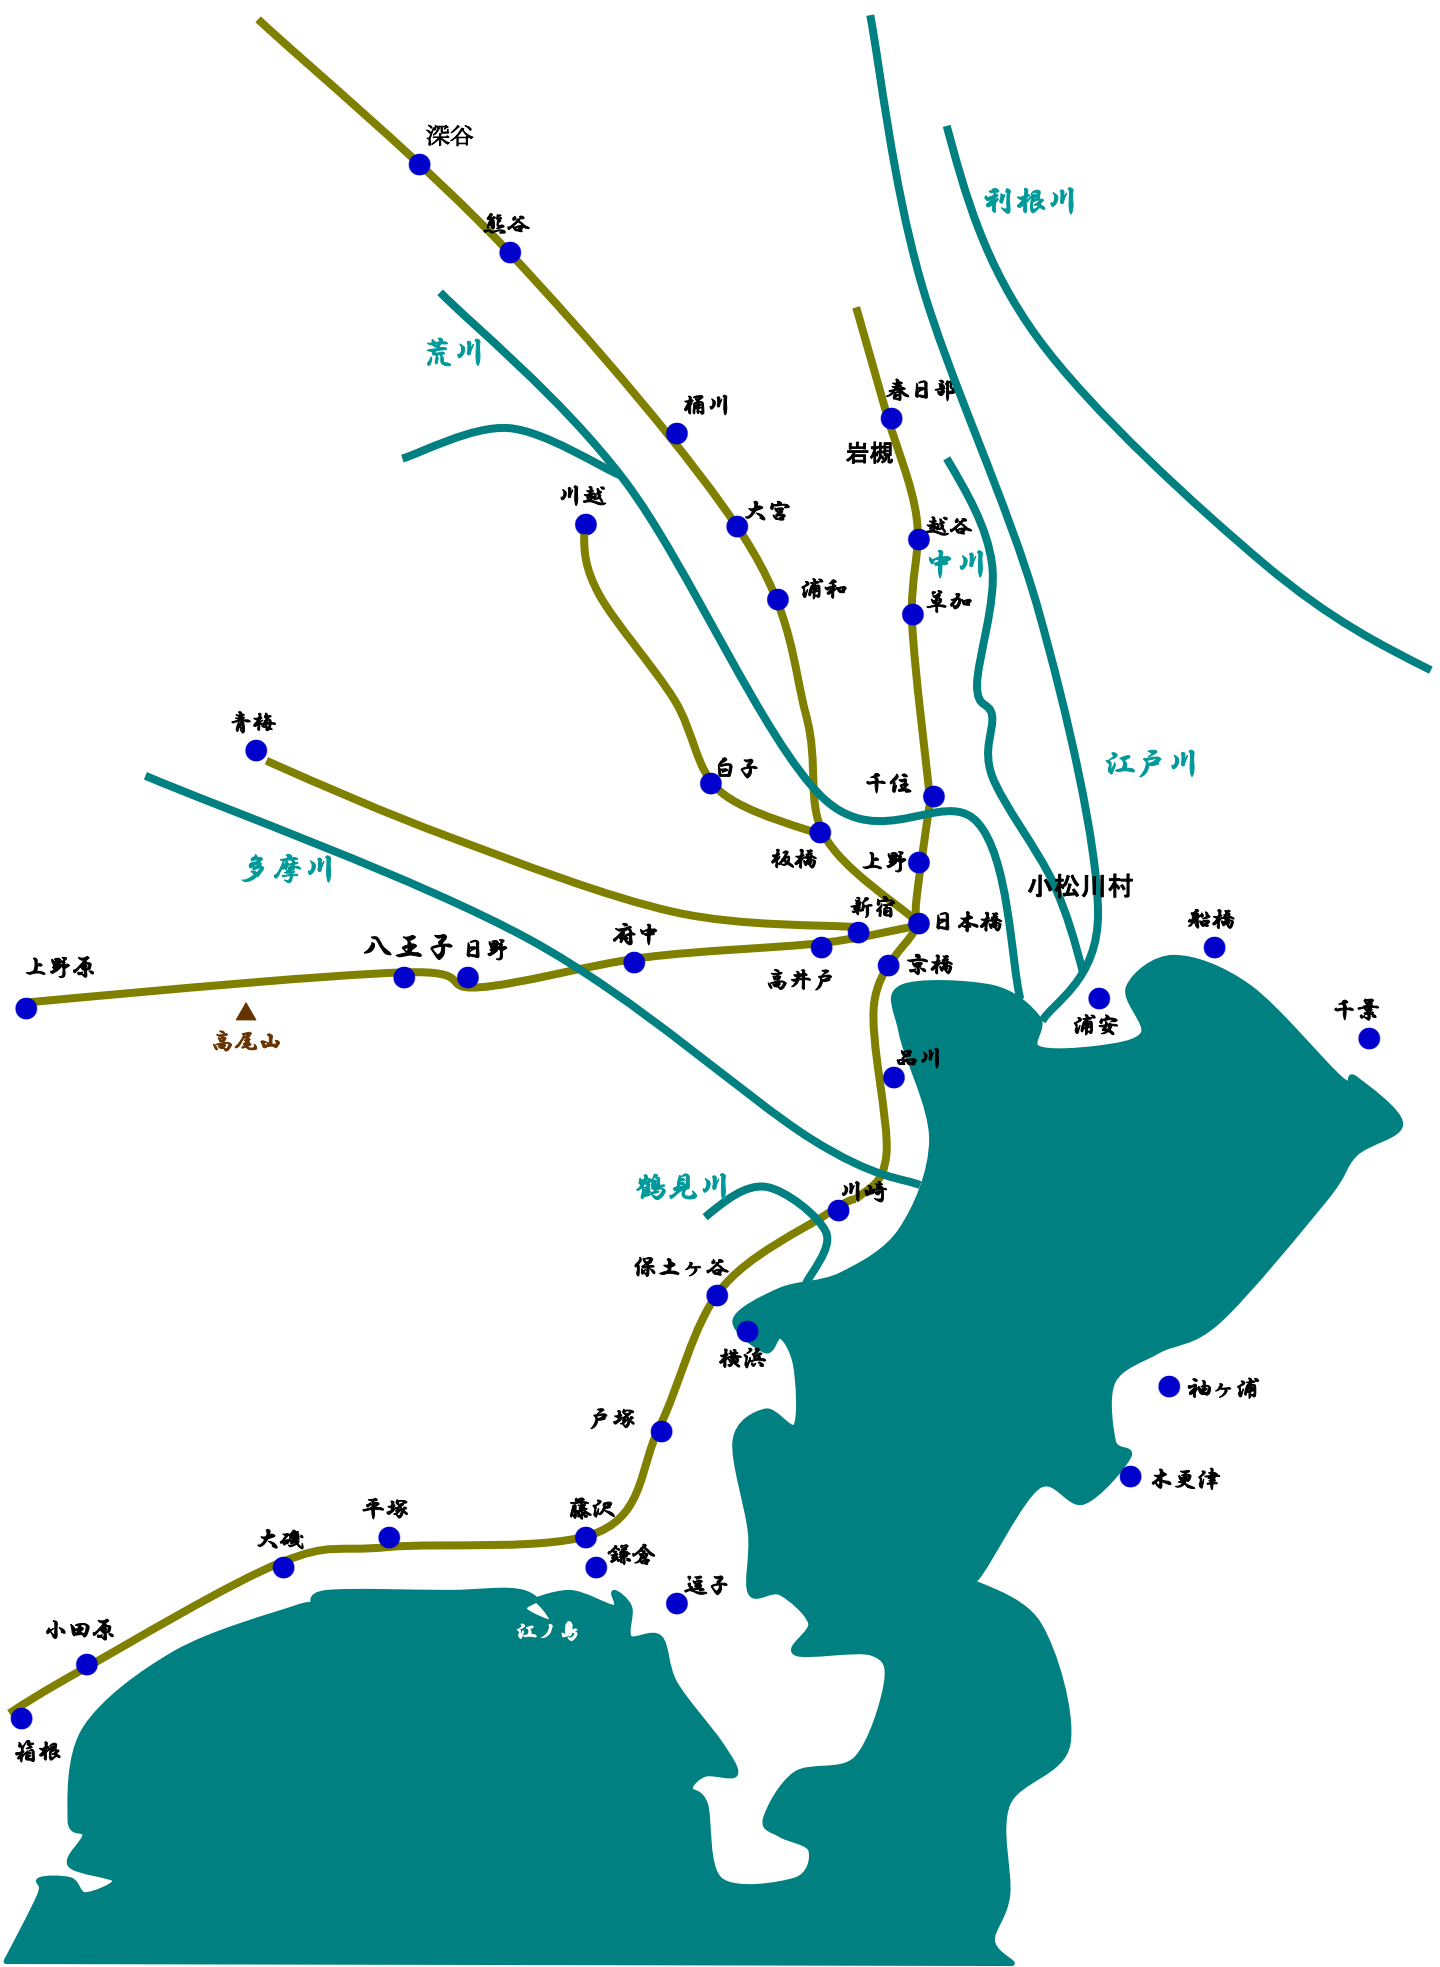 深谷
利根川
熊谷
荒川
春日部
桶川
岩槻
川越
大宮
越谷
中川
浦和
草加
青梅
江戸川
白子
千住
板橋
上野
多摩川
小松川村
新宿
日本橋
船橋
府中
八王子
日野
上野原
京橋
高井戸
千葉
浦安
高尾山
品川
鶴見川
川崎
保土ヶ谷
横浜
袖ヶ浦
戸塚
木更津
平塚
藤沢
大磯
鎌倉
逗子
小田原
江ノ島
箱根